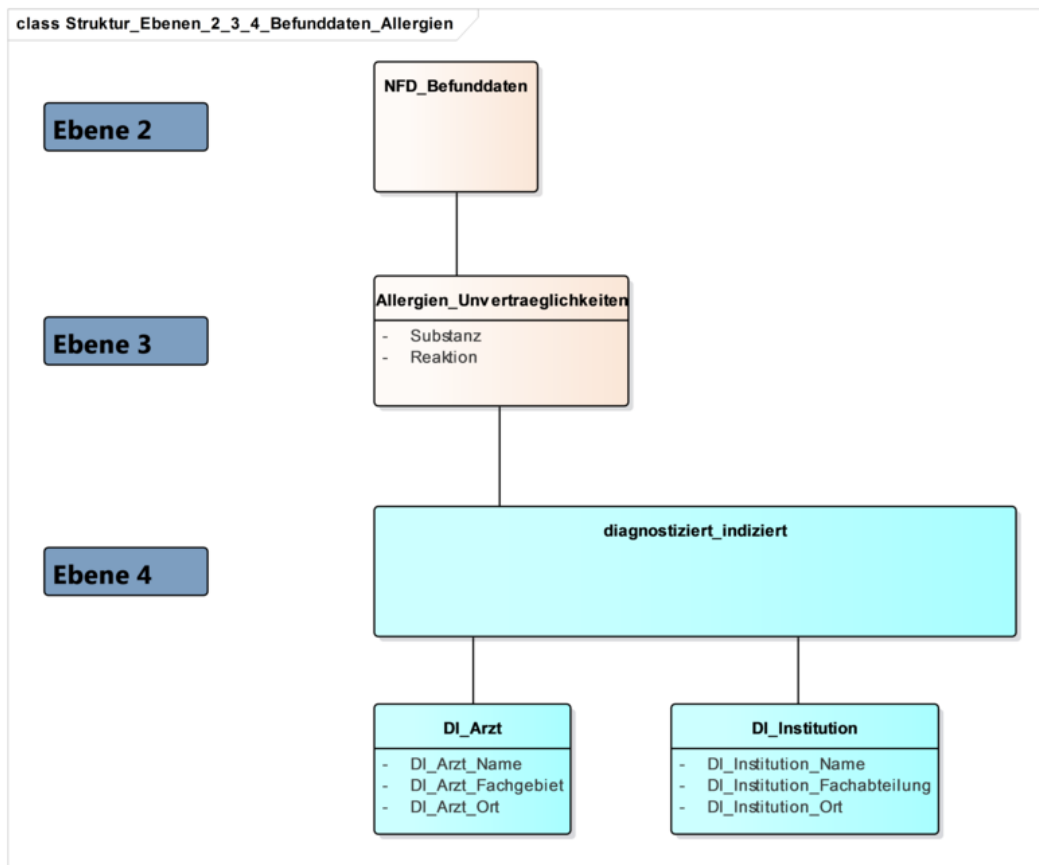 class Struktur_Ebenen_2_3_4_Befunddaten_Allergien
NFD_Befunddaten
Ebene 2
Allergien_Unvertraeglichkeiten
- Substanz
- Reaktion
Ebene 3
diagnostiziert_indiziert
Ebene 4
DI_Arzt
- DI_Arzt_Name
- DI_Arzt_Fachgebiet
- DI_Arzt_Ort
DI_Institution
- DI_Institution_Name
- DI_Institution_Fachabteilung
- DI_Institution_Ort